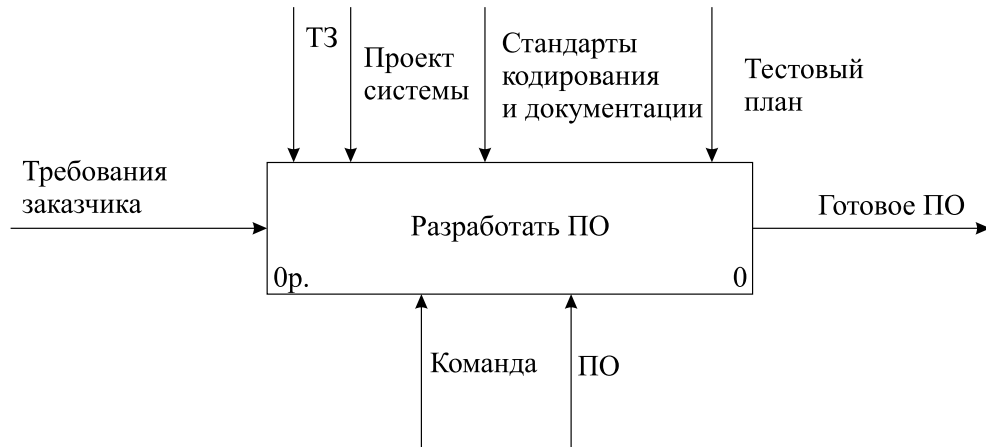 ТЗ
Проект
системы
Стандарты
кодирования
и документации
Тестовый
план
Требования
заказчика
Разработать ПО
Готовое ПО
0р.
0
Команда
ПО